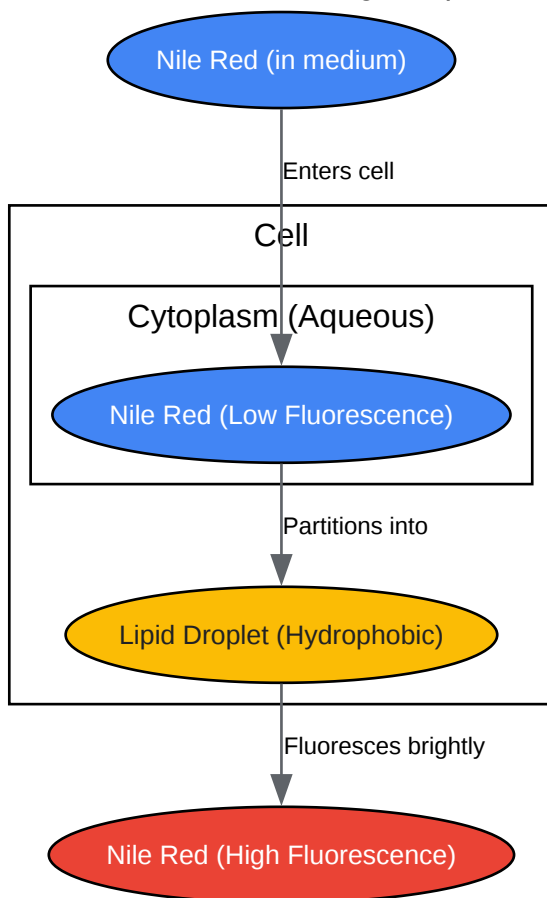 Nile Red (in medium)
Enters cell
Cell
Cytoplasm (Aqueous)
Nile Red (Low Fluorescence)
Partitions into
Lipid Droplet (Hydrophobic)
Fluoresces brightly
Nile Red (High Fluorescence)